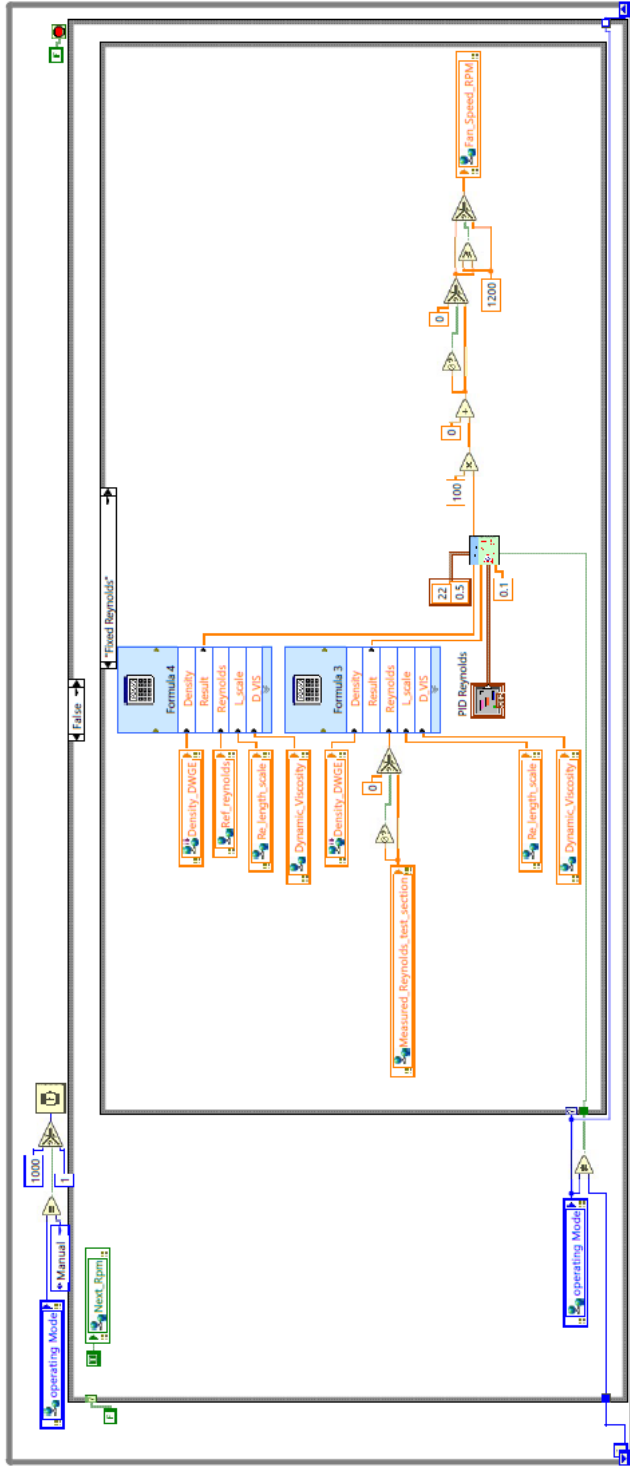 operating Mode
Manual
1000
1
F
Next_Rpm
False
F
"Fixed Reynolds"
Formula 4
Density
Result
Reynolds
L_scale
D_VIS
Density_DWGE
Ref_reynolds
Re_length_scale
Dynamic_Viscosity
Formula 3
Density
Result
Reynolds
L_scale
D_VIS
Density_DWGE
0
Measured_Reynolds_test_section
Re_length_scale
Dynamic_Viscosity
PID Reynolds
22
0.5
0.1
100
0
0
1200
Fan_Speed_RPM
operating Mode